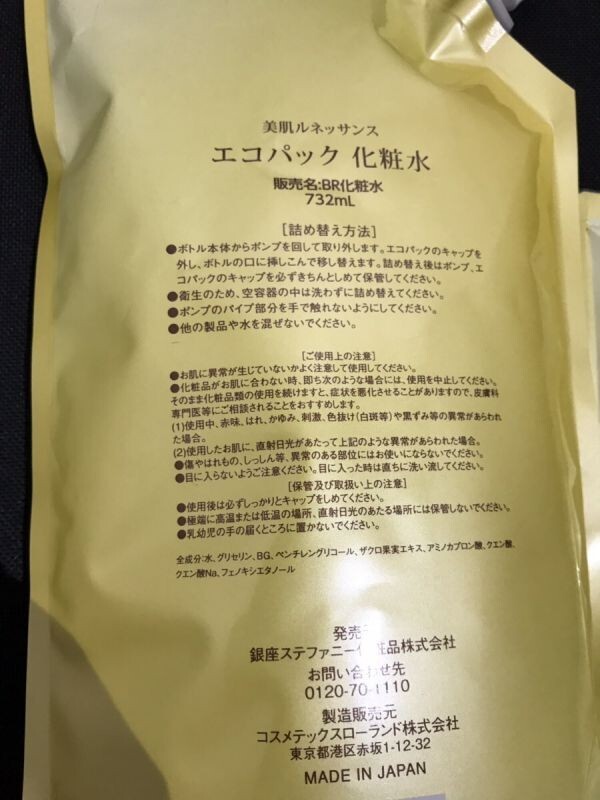 美肌ルネッサンス
エコパック 化粧水
販売名:BR化粧水
732mL
[詰め替え方法]
●ボトル本体からポンプを回して取り外します。エコパックのキャップを
外し、ボトルの口に挿しこんで移し替えます。詰め替え後はポンプ、エ
コパックのキャップを必ずきちんとしめて保管してください。
●衛生のため、空容器の中は洗わずに詰め替えてください。
●ポンプのパイプ部分を手で触れないようにしてください。
●他の製品や水を混ぜないでください。
[ご使用上の注意]
●お肌に異常が生じていないかよく注意して使用してください。
●化粧品がお肌に合わない時、即ち次のような場合には、使用を中止してください。
そのまま化粧品類の使用を続けますと、症状を悪化させることがありますので、皮膚科
専門医等にご相談されることをおすすめします。
(1)使用中、赤味、はれ、かゆみ、刺激、色抜け(白斑等)や黒ずみ等の異常があらわれ
た場合。
(2)使用したお肌に、直射日光があたって上記のような異常があらわれた場合。
●傷やはれもの、しっしん等、異常のある部位にはお使いにならないでください。
●目に入らないようご注意ください。目に入った時は直ちに洗い流してください。
[保管及び取扱い上の注意]
●使用後は必ずしっかりとキャップをしめてください。
●極端に高温または低温の場所、直射日光のあたる場所には保管しないでください。
●乳幼児の手の届くところに置かないでください。
全成分:水、グリセリン、BG、ペンチレングリコール、ザクロ果実エキス、アミノカプロン酸、クエン酸、
クエン酸Na、フェノキシエタノール
発売
銀座ステファニー化粧品株式会社
お問い合わせ先
0120-70-1110
製造販売元
コスメテックスローランド株式会社
東京都港区赤坂1-12-32
MADE IN JAPAN